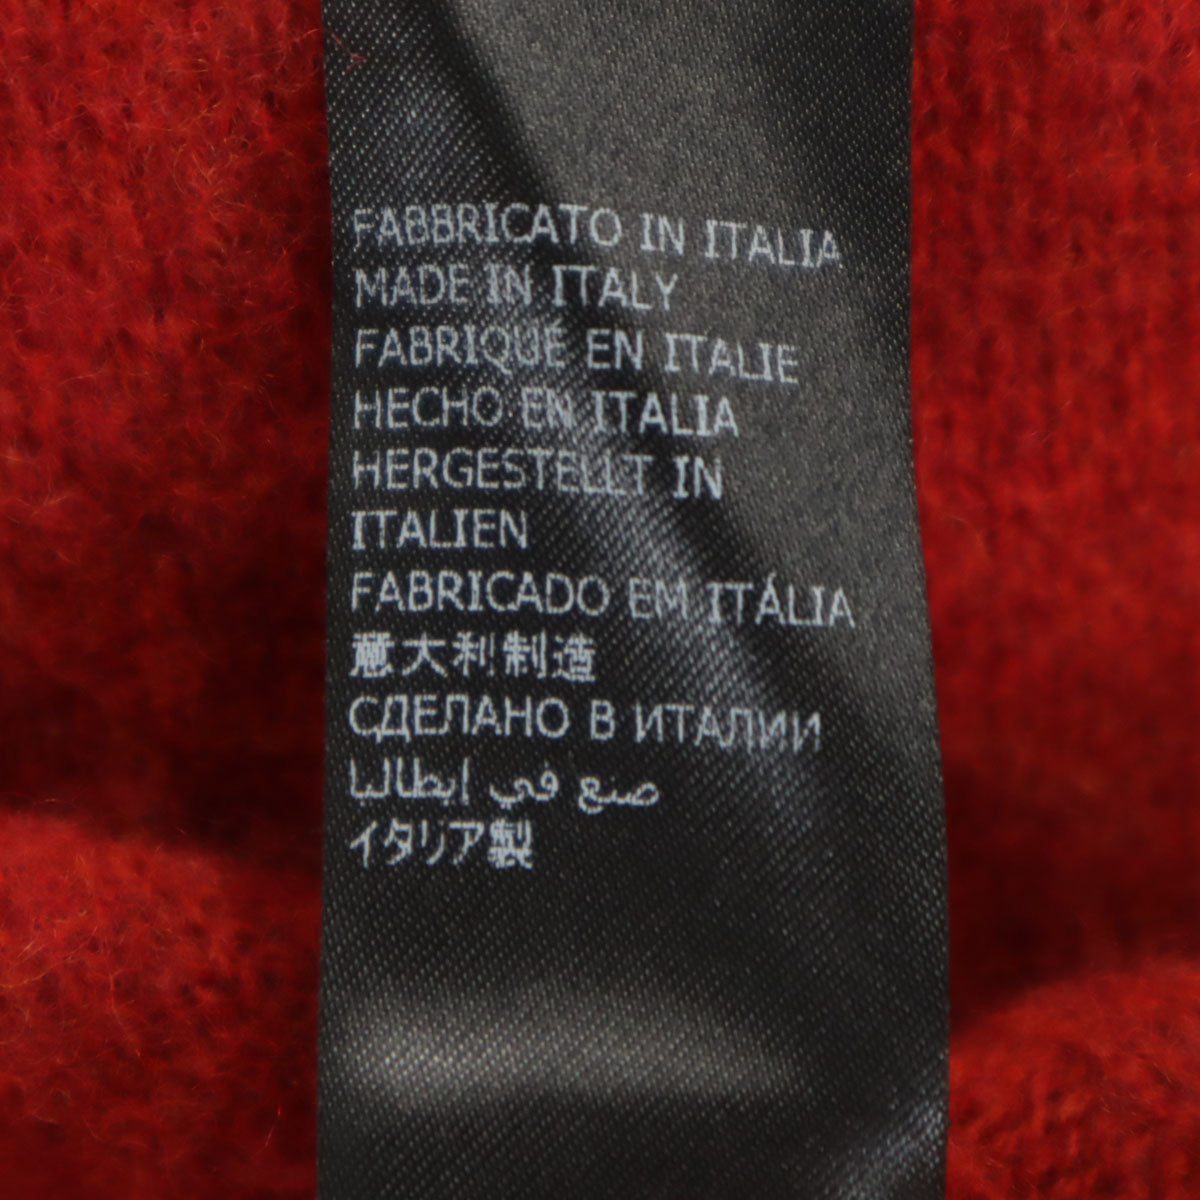 FABBRICATO IN ITALIA
MADE IN ITALY
FABRIQUÉ EN ITALIE
HECHO EN ITALIA
HERGESTELLT IN
ITALIEN
FABRICADO EM ITÁLIA
意大利制造
СДЕЛАНО В ИТАЛИИ
صنع في إيطاليا
イタリア製